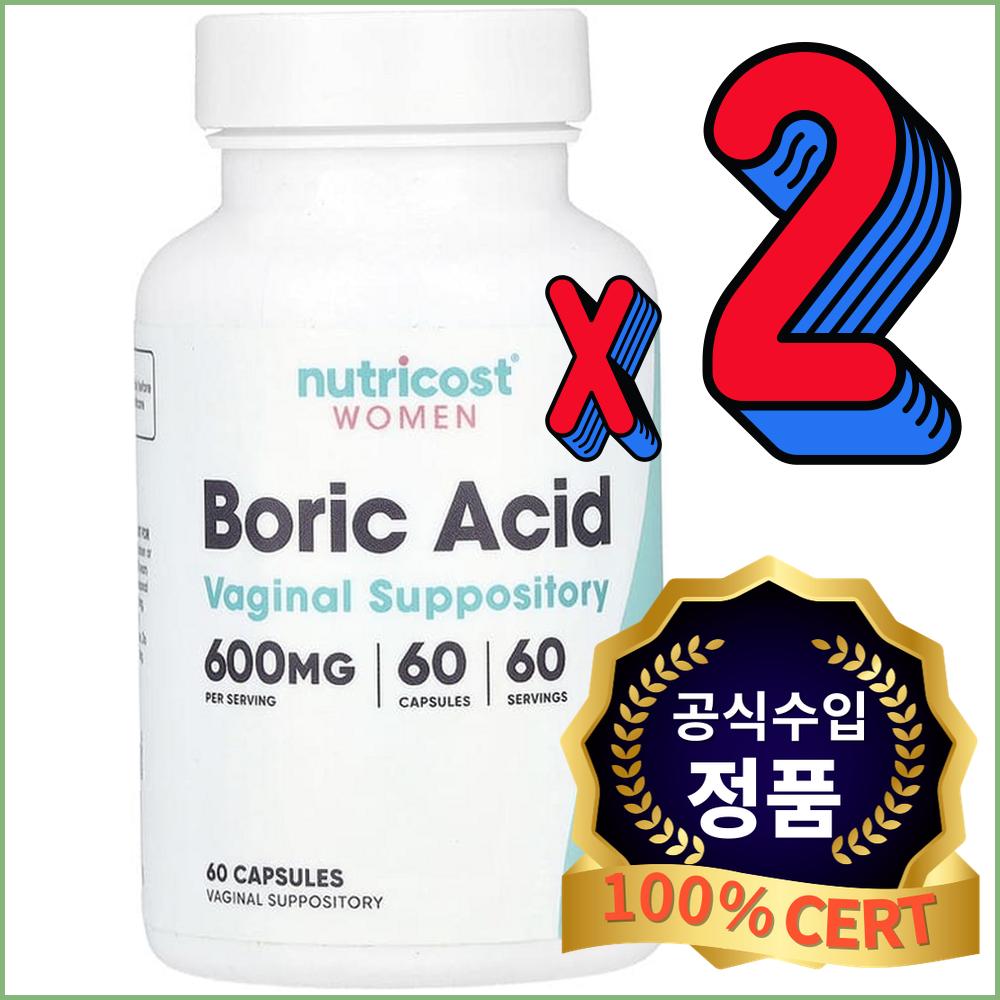 x2
nutricost®
WOMEN
Boric Acid
Vaginal Suppository
600MG
PER SERVING
60
CAPSULES
60
SERVINGS
60 CAPSULES
VAGINAL SUPPOSITORY
공식수입
정품
100% CERT